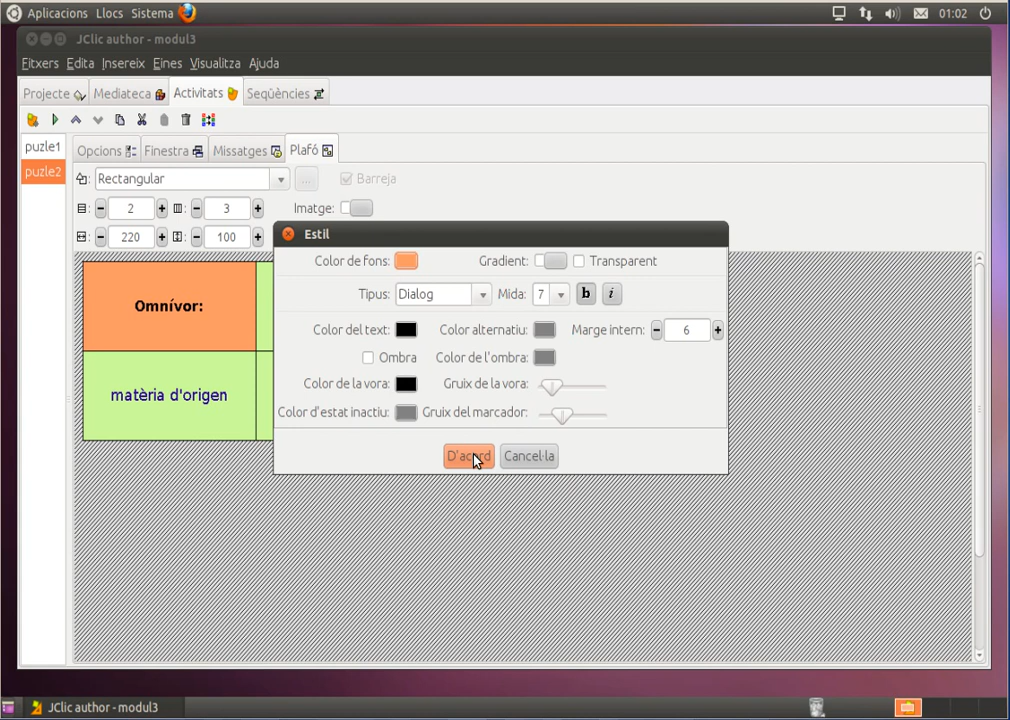 Aplicacions Llocs Sistema 01:02
JClic author - modul3
Fitxers Edita Insereix Eines Visualitza Ajuda
Projecte Mediateca Activitats Seqüències
puzle1
puzle2
Opcions Finestra Missatges Plafó
Rectangular ... Barreja
2 3 Imatge:
220 100
Omnívor:
matèria d'origen
Estil
Color de fons: Gradient: Transparent
Tipus: Dialog Mida: 7 b i
Color del text: Color alternatiu: Marge intern: 6
Ombra Color de l'ombra:
Color de la vora: Gruix de la vora:
Color d'estat inactiu: Gruix del marcador:
D'acord Cancel·la
JClic author - modul3